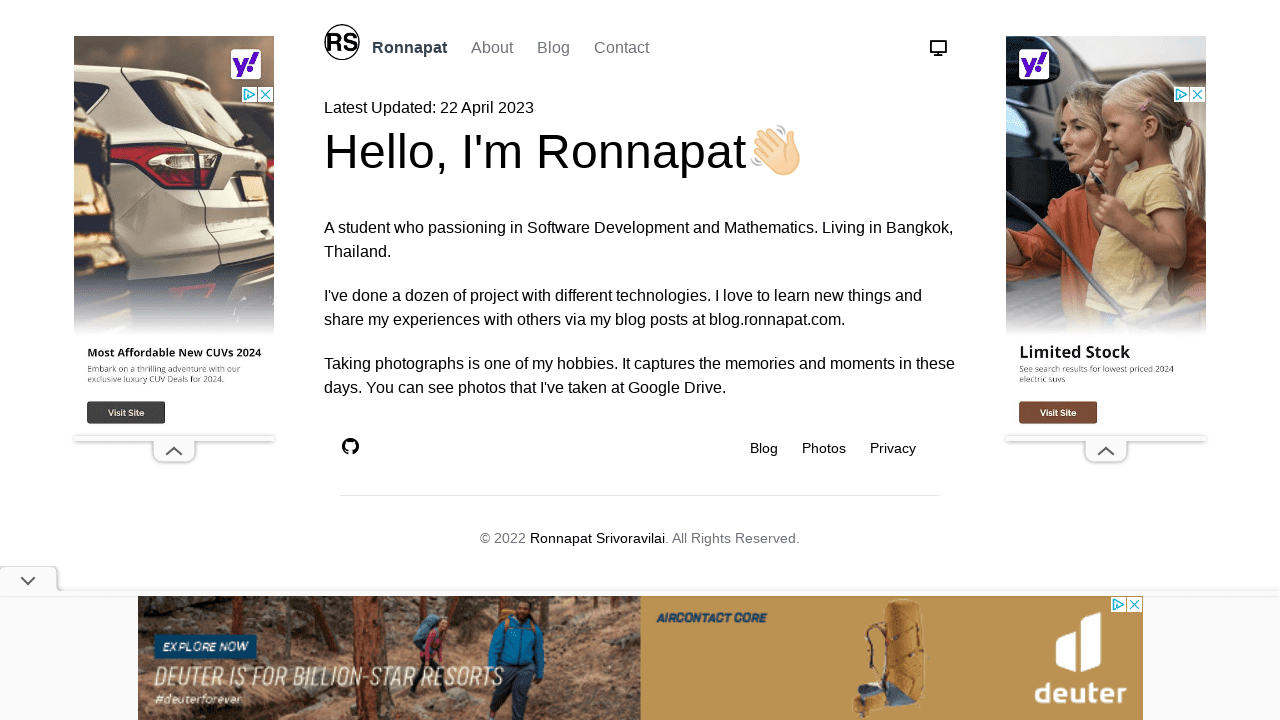 RS Ronnapat About Blog Contact
Latest Updated: 22 April 2023
Hello, I'm Ronnapat👋🏼
A student who passioning in Software Development and Mathematics. Living in Bangkok,
Thailand.
I've done a dozen of project with different technologies. I love to learn new things and
share my experiences with others via my blog posts at blog.ronnapat.com.
Taking photographs is one of my hobbies. It captures the memories and moments in these
days. You can see photos that I've taken at Google Drive.
Blog Photos Privacy
© 2022 Ronnapat Srivoravilai. All Rights Reserved.
y!
Most Affordable New CUVs 2024
Embark on a thrilling adventure with our
exclusive luxury CUV Deals for 2024.
Visit Site
y!
Limited Stock
See search results for lowest priced 2024
electric suvs
Visit Site
EXPLORE NOW
DEUTER IS FOR BILLION-STAR RESORTS
#deuterforever
AIRCONTACT CORE
deuter